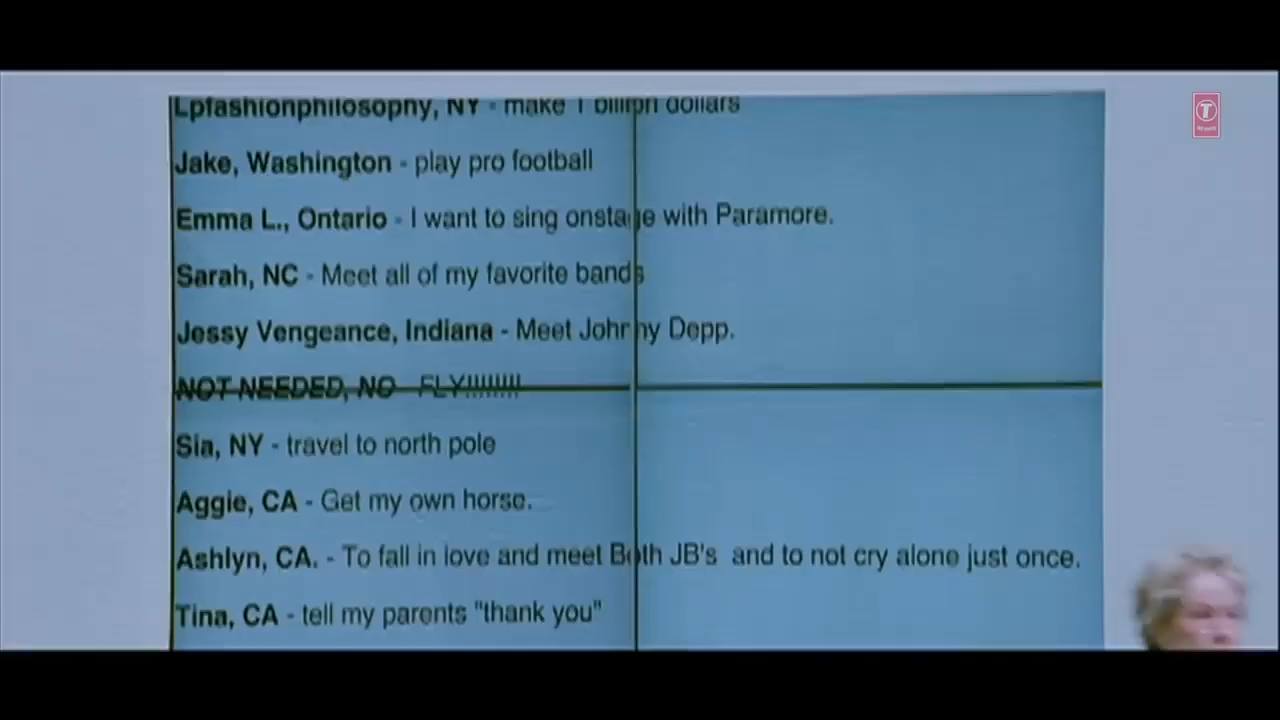 Lpfashionphilosophy, NY - make 1 billion dollars
Jake, Washington - play pro football
Emma L., Ontario - I want to sing onstage with Paramore.
Sarah, NC - Meet all of my favorite bands
Jessy Vengeance, Indiana - Meet Johnny Depp.
NOT NEEDED, NO - FLY!!!!!!!!
Sia, NY - travel to north pole
Aggie, CA - Get my own horse.
Ashlyn, CA. - To fall in love and meet Both JB's and to not cry alone just once.
Tina, CA - tell my parents "thank you"
T